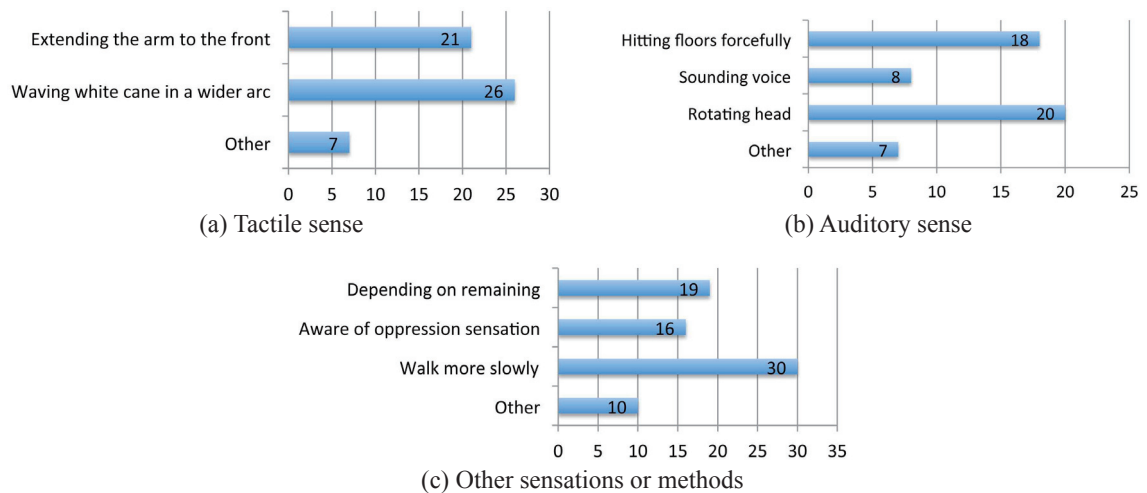 Extending the arm to the front
21
Waving white cane in a wider arc
26
Other
7
0 5 10 15 20 25 30
(a) Tactile sense
Hitting floors forcefully
18
Sounding voice
8
Rotating head
20
Other
7
0 5 10 15 20 25
(b) Auditory sense
Depending on remaining
19
Aware of oppression sensation
16
Walk more slowly
30
Other
10
0 5 10 15 20 25 30 35
(c) Other sensations or methods